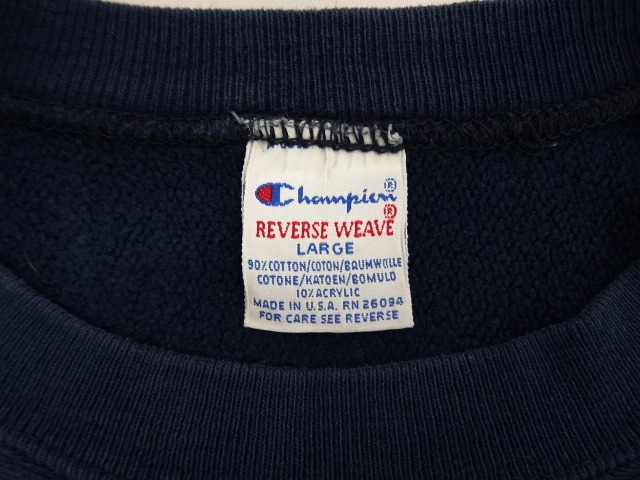 Champion®
REVERSE WEAVE®
LARGE
90% COTTON/COTON/BAUMWOLLE
COTONE/KATOEN/BOMULD
10% ACRYLIC
MADE IN U.S.A. RN 26094
FOR CARE SEE REVERSE